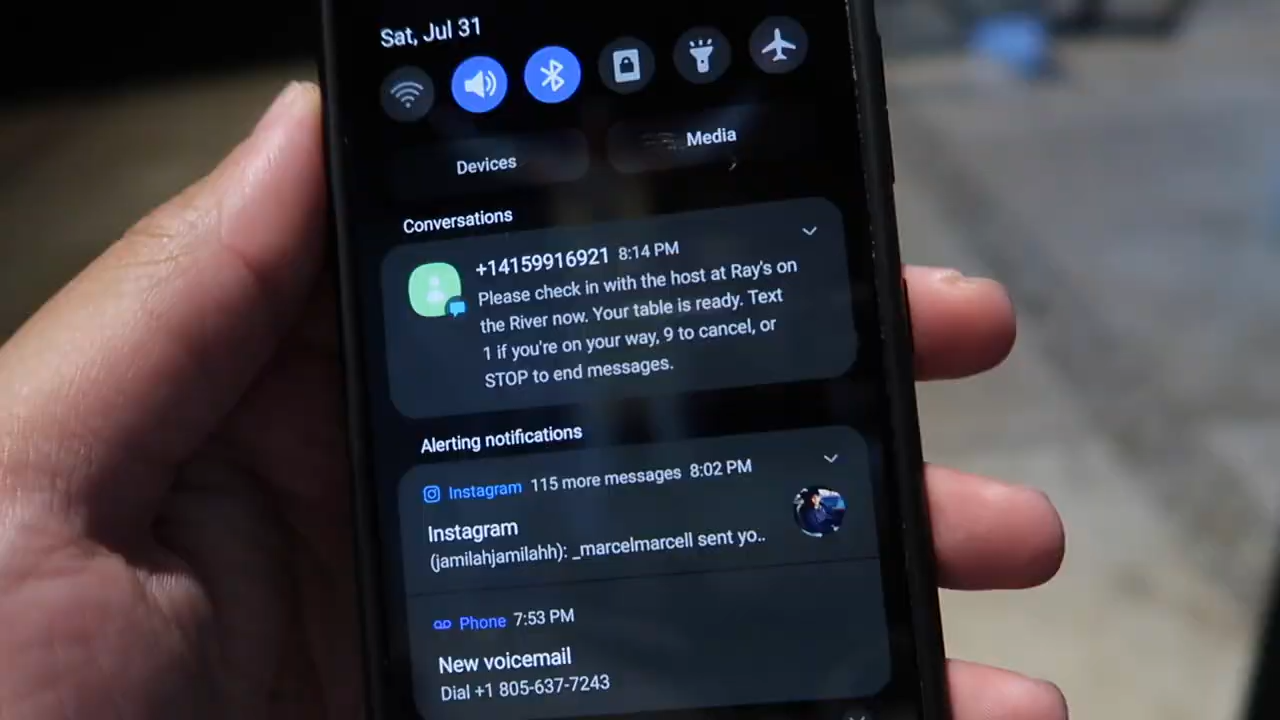 Sat, Jul 31
Devices
Media
Conversations
+14159916921 8:14 PM
Please check in with the host at Ray's on
the River now. Your table is ready. Text
1 if you're on your way, 9 to cancel, or
STOP to end messages.
Alerting notifications
Instagram 115 more messages 8:02 PM
Instagram
(jamilahjamilahh): _marcelmarcell sent yo..
Phone 7:53 PM
New voicemail
Dial +1 805-637-7243